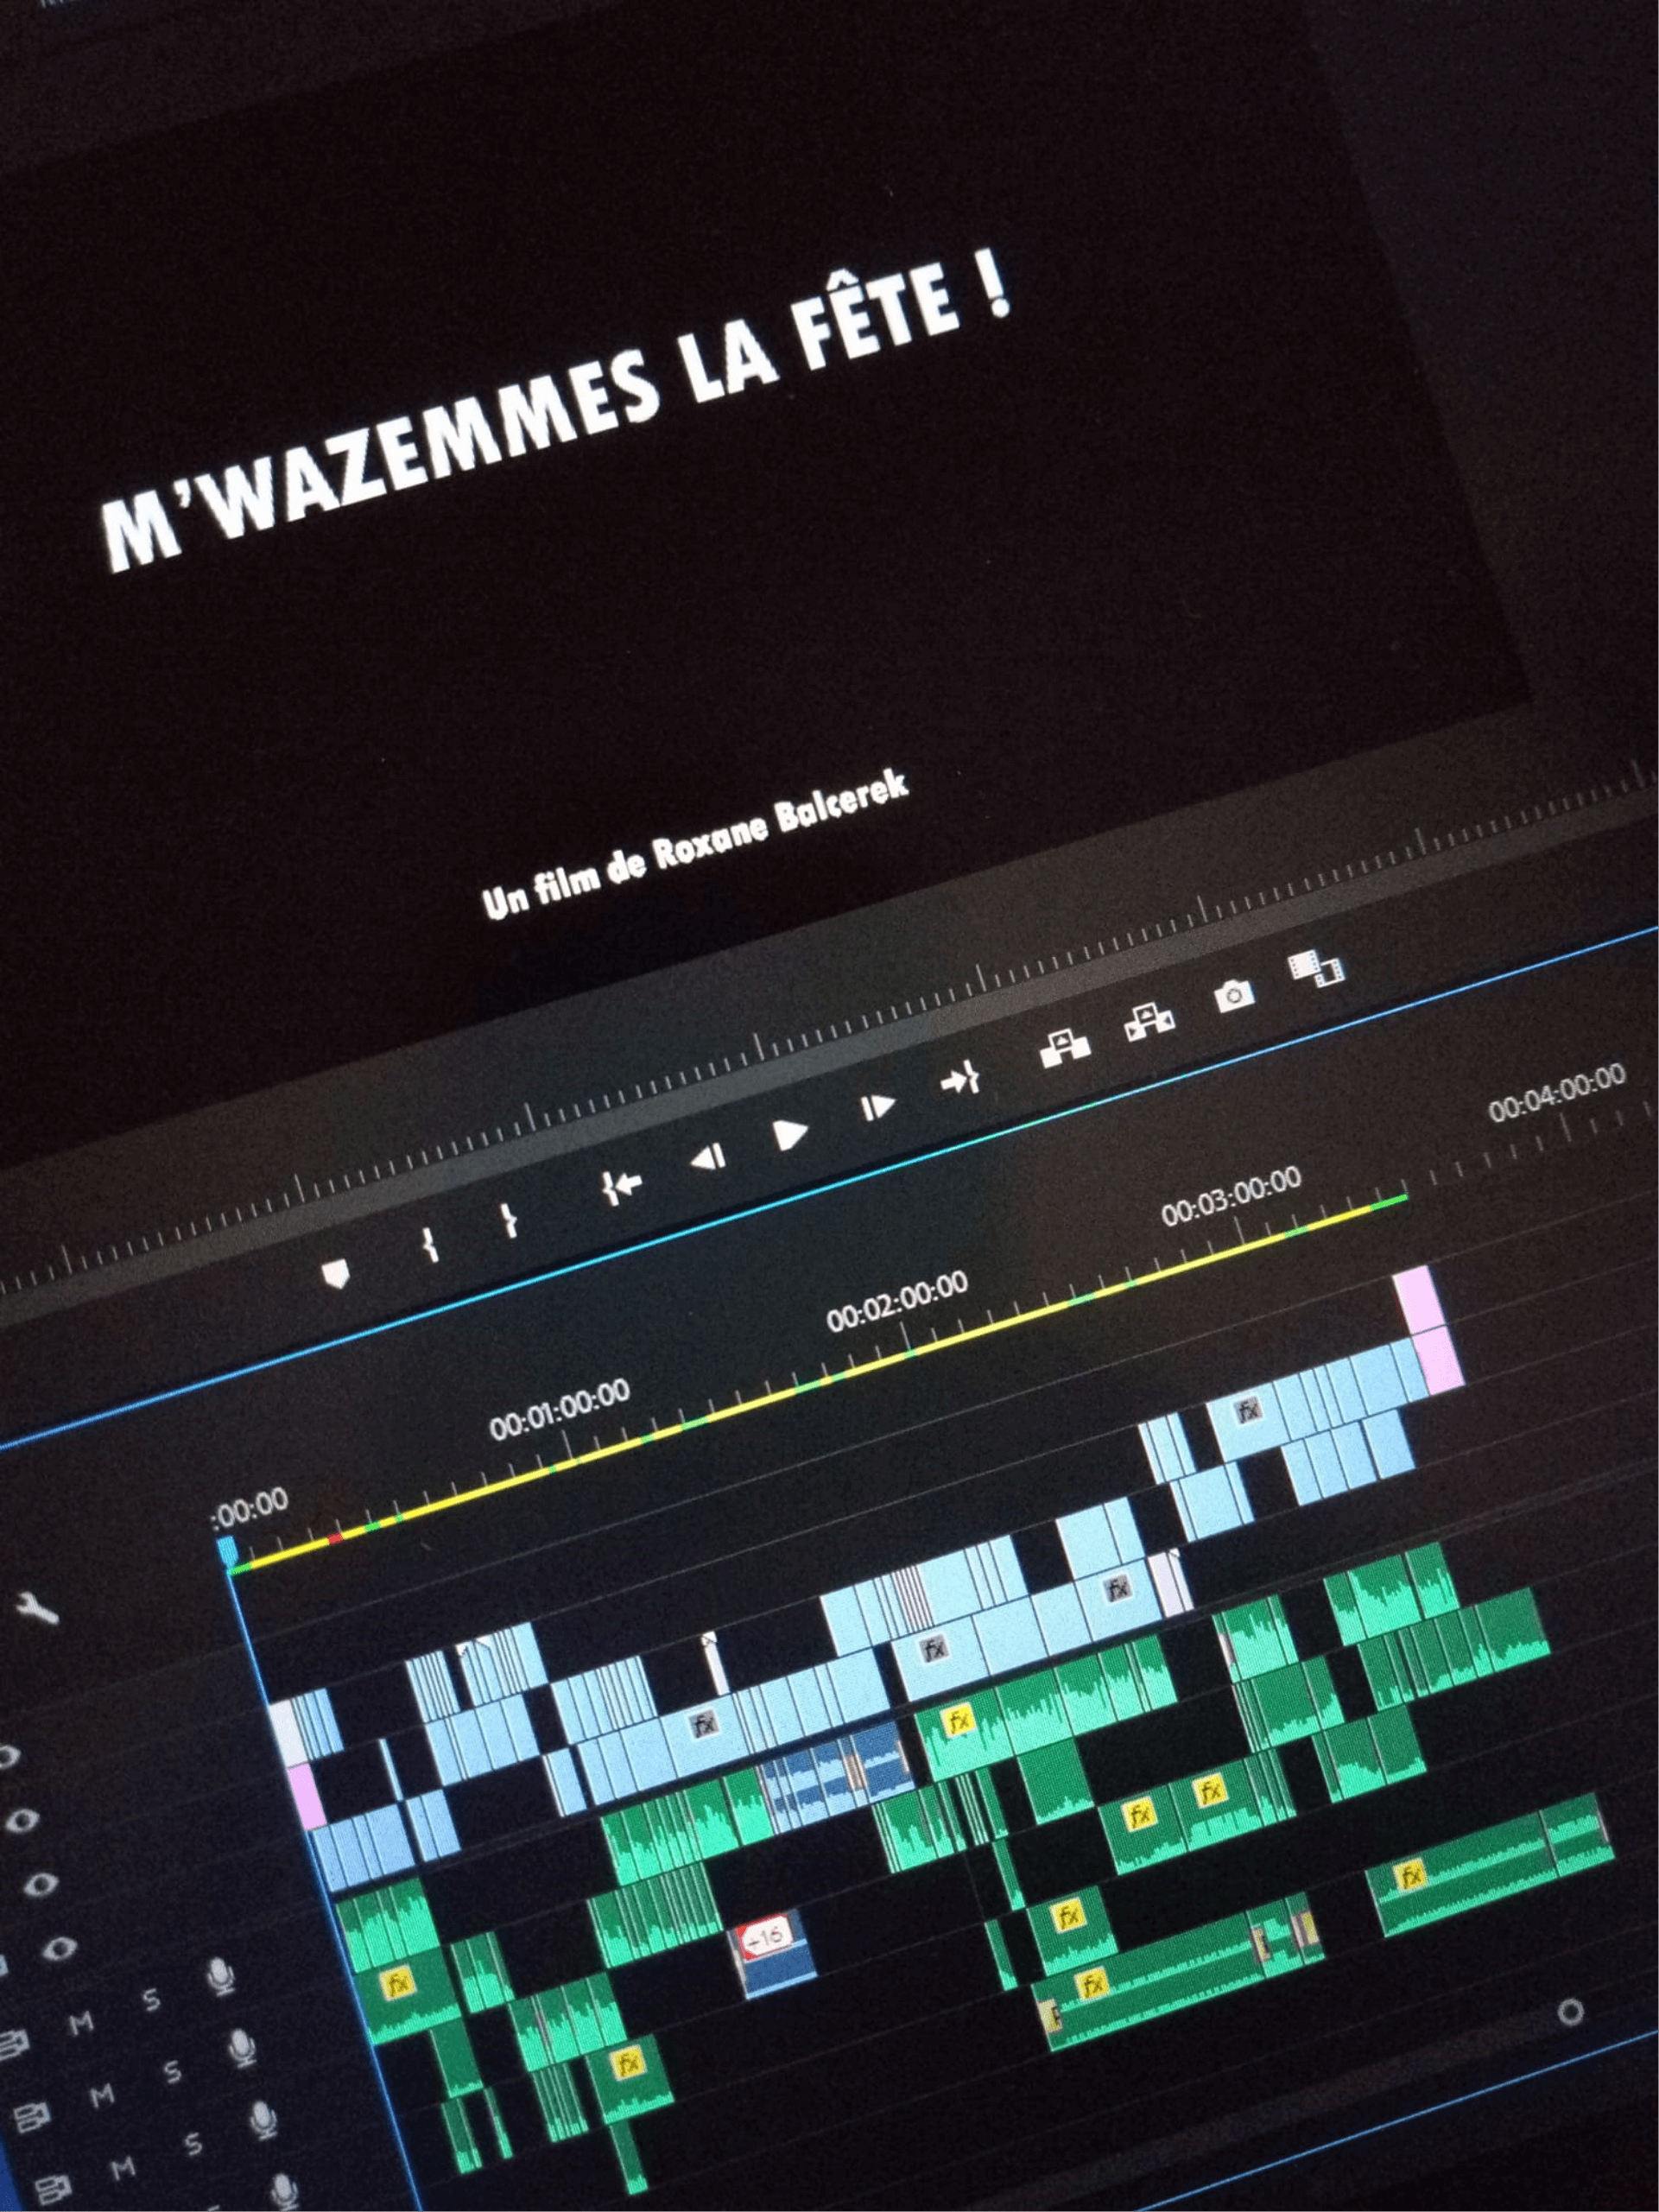 M'WAZEMMES LA FÊTE !
Un film de Roxane Balcerek
00:04:00:00
00:03:00:00
00:02:00:00
00:01:00:00
:00:00
fx
fx
fx
fx
fx
fx
fx
fx
+16
fx
fx
fx
fx
M S
M S
M S
S